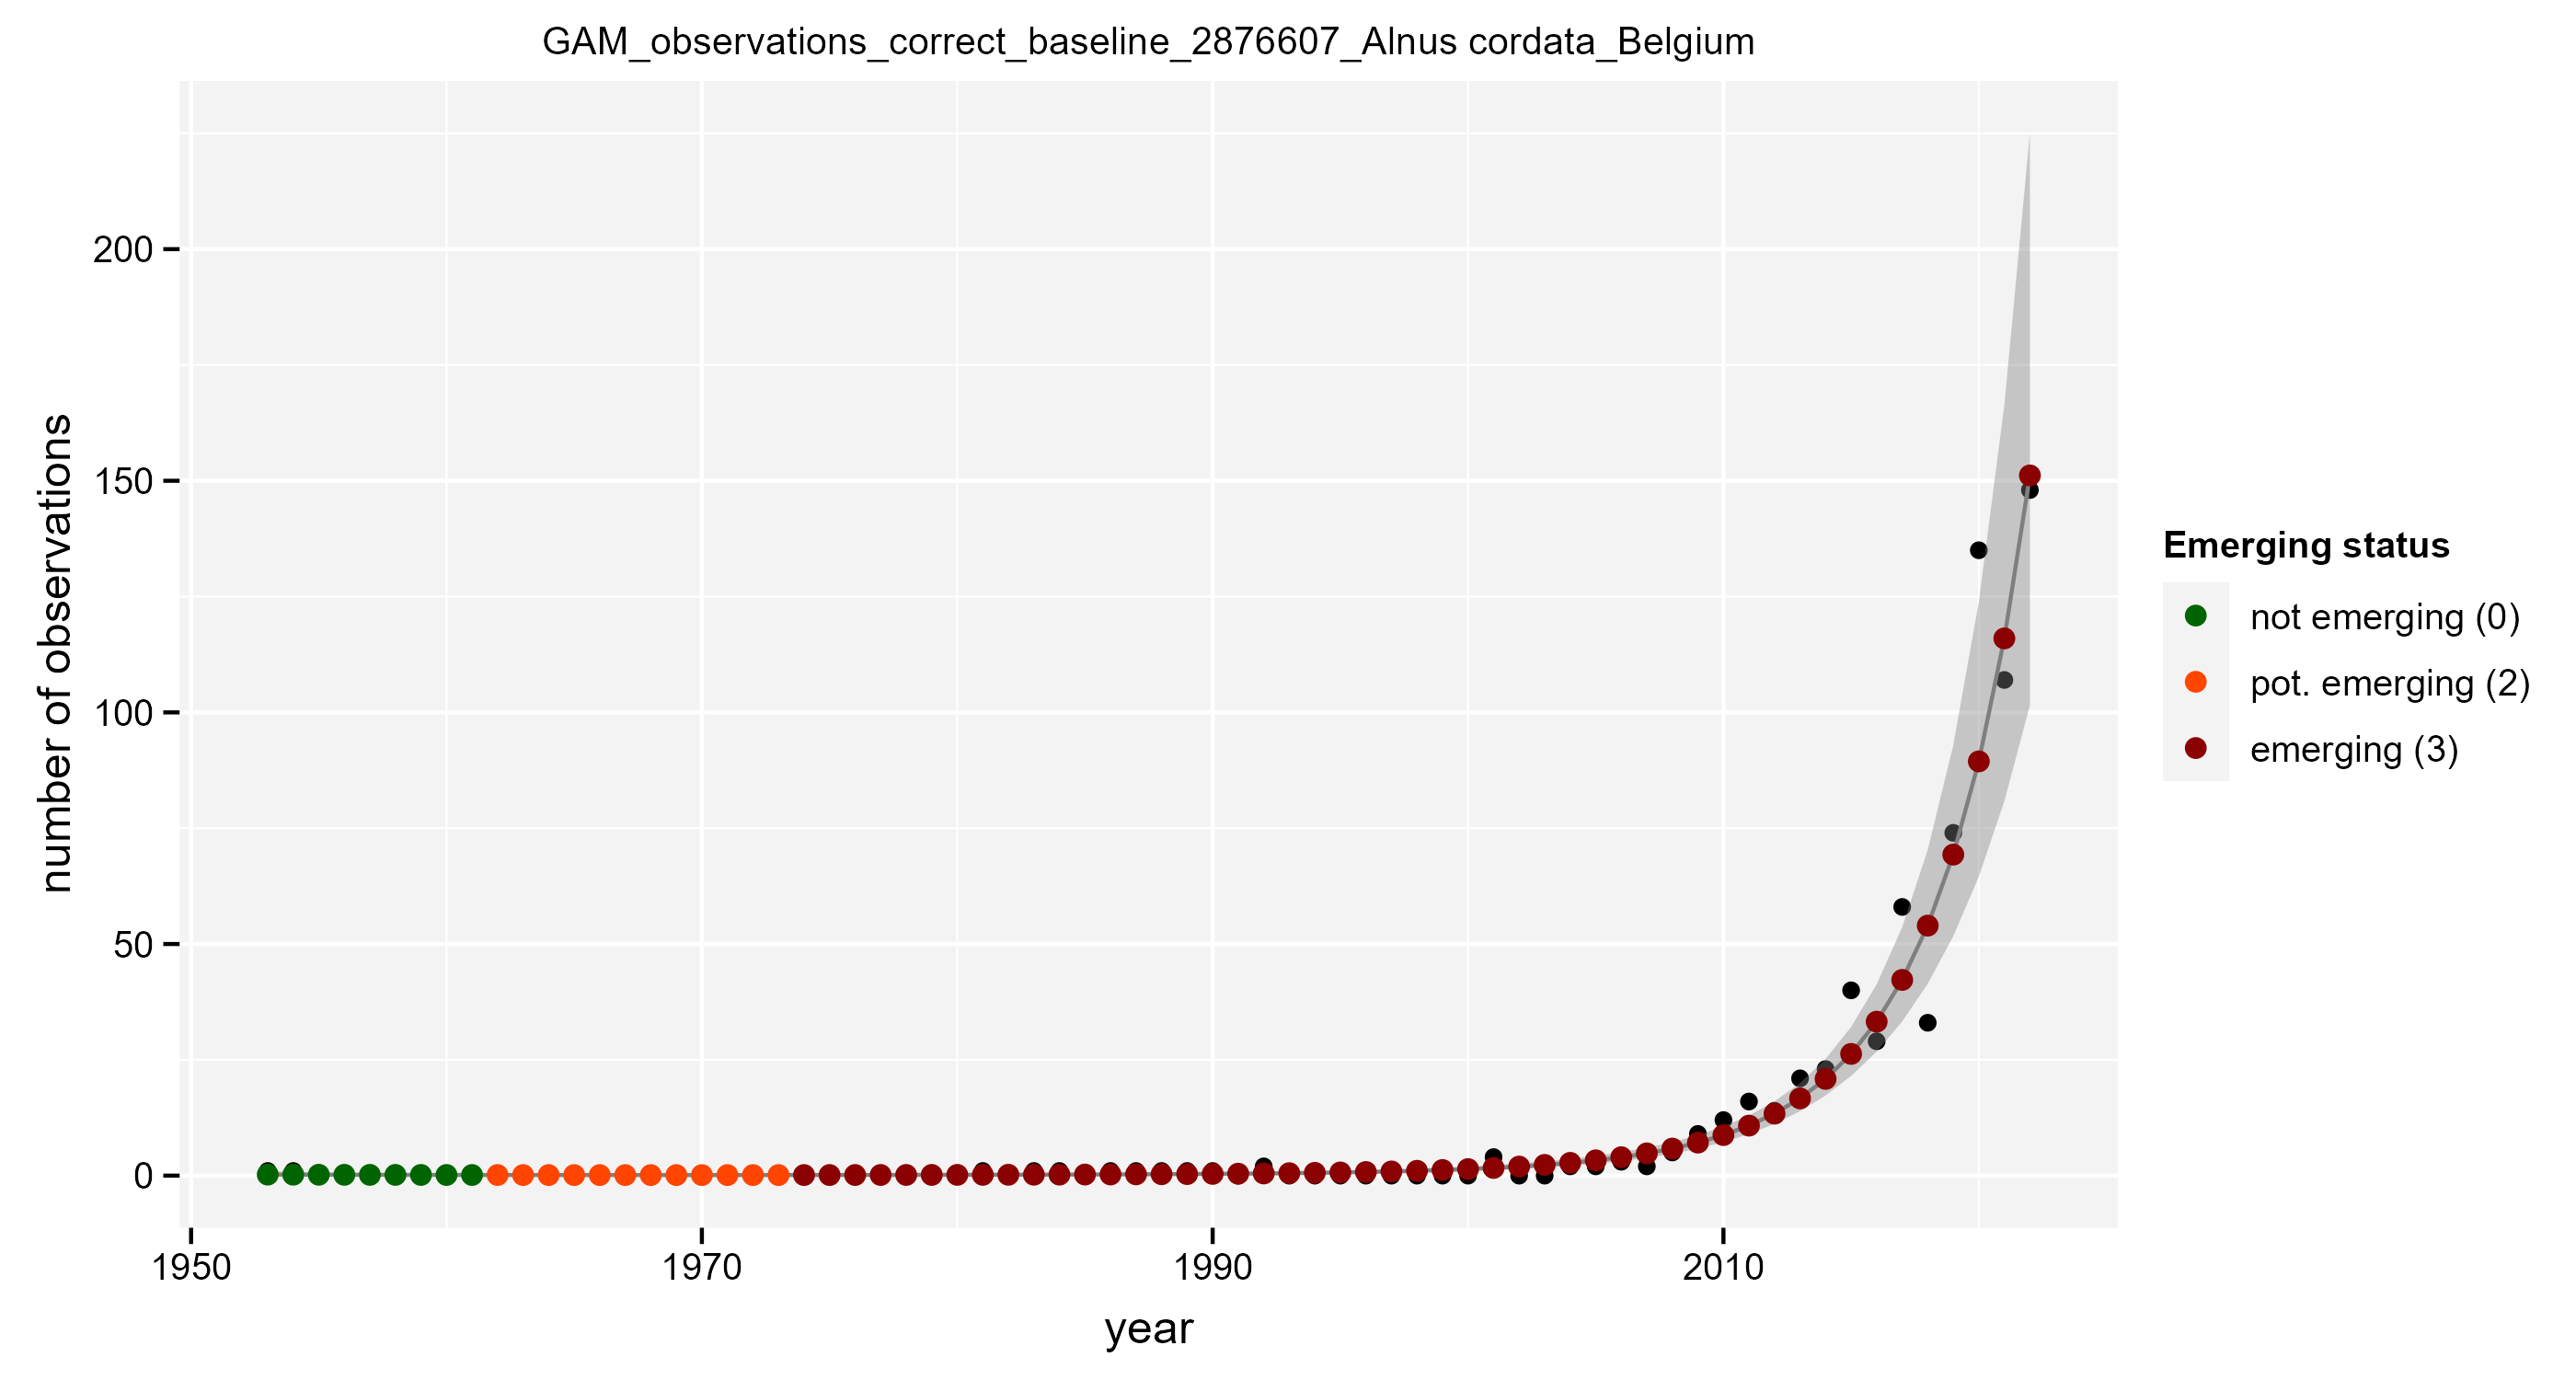 GAM_observations_correct_baseline_2876607_Alnus cordata_Belgium
number of observations
200
150
100
50
0
1950
1970
1990
2010
year
Emerging status
not emerging (0)
pot. emerging (2)
emerging (3)